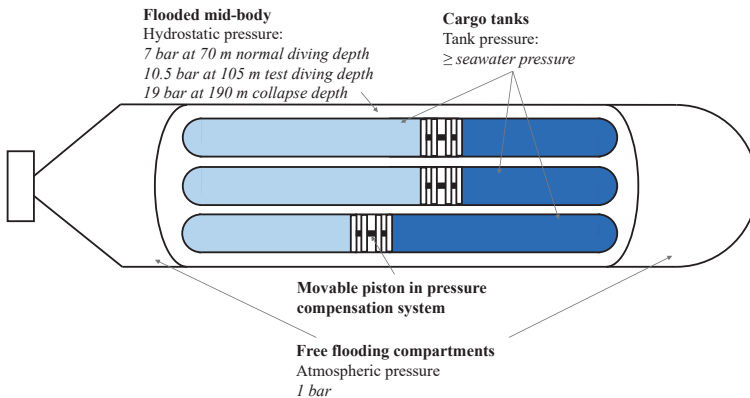 Flooded mid-body
Hydrostatic pressure:
7 bar at 70 m normal diving depth
10.5 bar at 105 m test diving depth
19 bar at 190 m collapse depth
Cargo tanks
Tank pressure:
≥ seawater pressure
Movable piston in pressure
compensation system
Free flooding compartments
Atmospheric pressure
1 bar